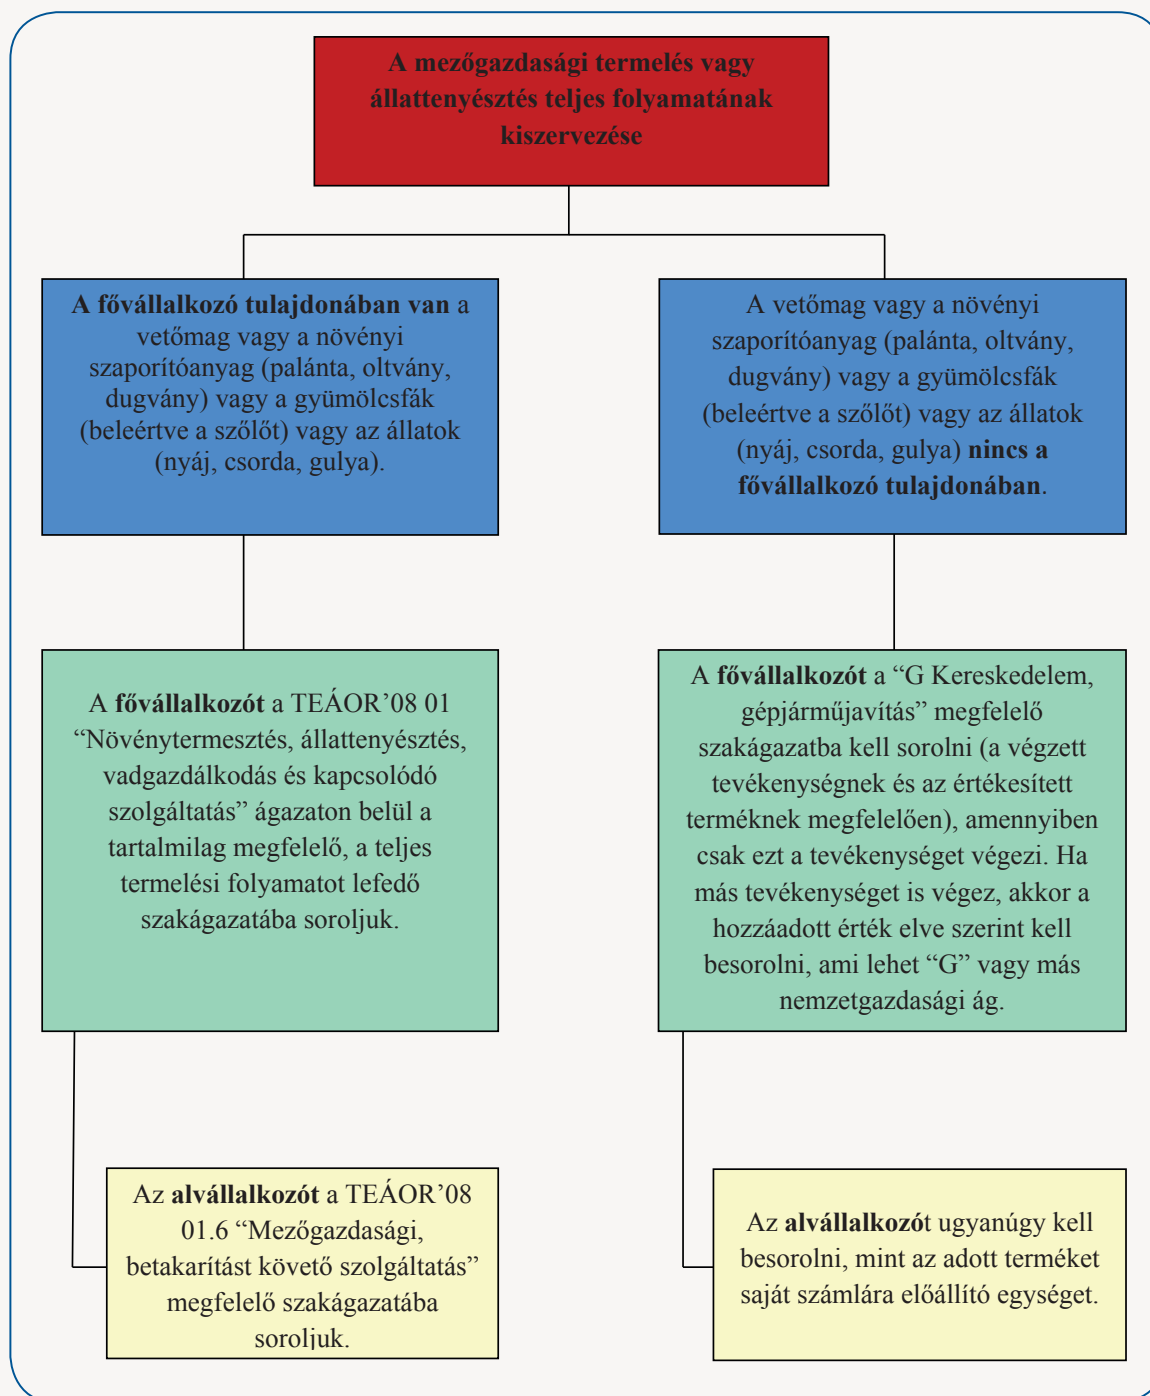 A mezőgazdasági termelés vagy
állattenyésztés teljes folyamatának
kiszervezése
A fővállalkozó tulajdonában van a
vetőmag vagy a növényi
szaporítóanyag (palánta, oltvány,
dugvány) vagy a gyümölcsfák
(beleértve a szőlőt) vagy az állatok
(nyáj, csorda, gulya).
A vetőmag vagy a növényi
szaporítóanyag (palánta, oltvány,
dugvány) vagy a gyümölcsfák
(beleértve a szőlőt) vagy az állatok
(nyáj, csorda, gulya) nincs a
fővállalkozó tulajdonában.
A fővállalkozót a TEÁOR’08 01
“Növénytermesztés, állattenyésztés,
vadgazdálkodás és kapcsolódó
szolgáltatás” ágazaton belül a
tartalmilag megfelelő, a teljes
termelési folyamatot lefedő
szakágazatába soroljuk.
A fővállalkozót a “G Kereskedelem,
gépjárműjavítás” megfelelő
szakágazatba kell sorolni (a végzett
tevékenységnek és az értékesített
terméknek megfelelően), amennyiben
csak ezt a tevékenységet végezi. Ha
más tevékenységet is végez, akkor a
hozzáadott érték elve szerint kell
besorolni, ami lehet “G” vagy más
nemzetgazdasági ág.
Az alvállalkozót a TEÁOR’08
01.6 “Mezőgazdasági,
betakarítást követő szolgáltatás”
megfelelő szakágazatába
soroljuk.
Az alvállalkozót ugyanúgy kell
besorolni, mint az adott terméket
saját számlára előállító egységet.